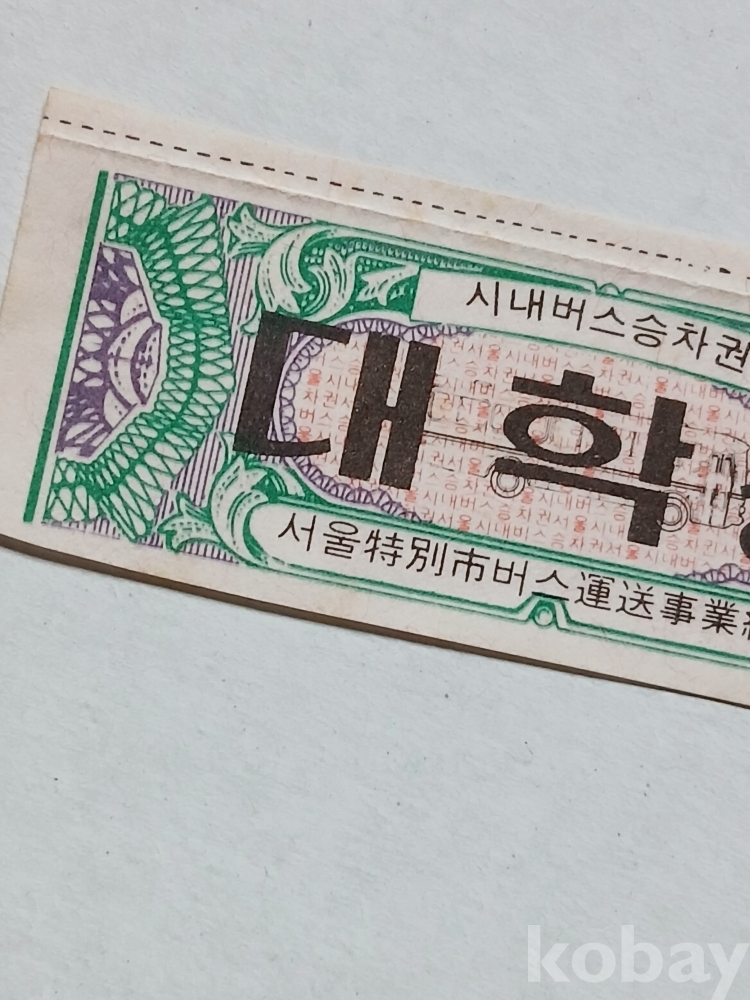 시내버스승차권
대학
서울特別市버스運送事業
kobay